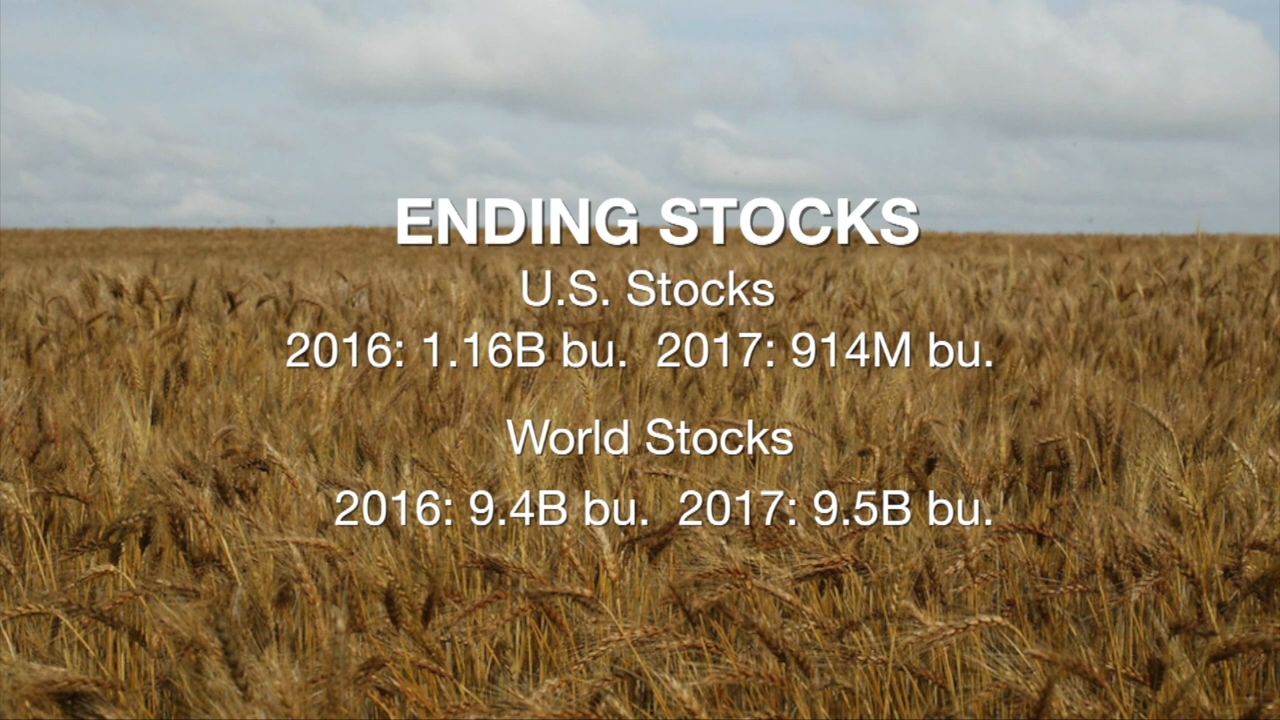 ENDING STOCKS
U.S. Stocks
2016: 1.16B bu. 2017: 914M bu.
World Stocks
2016: 9.4B bu. 2017: 9.5B bu.